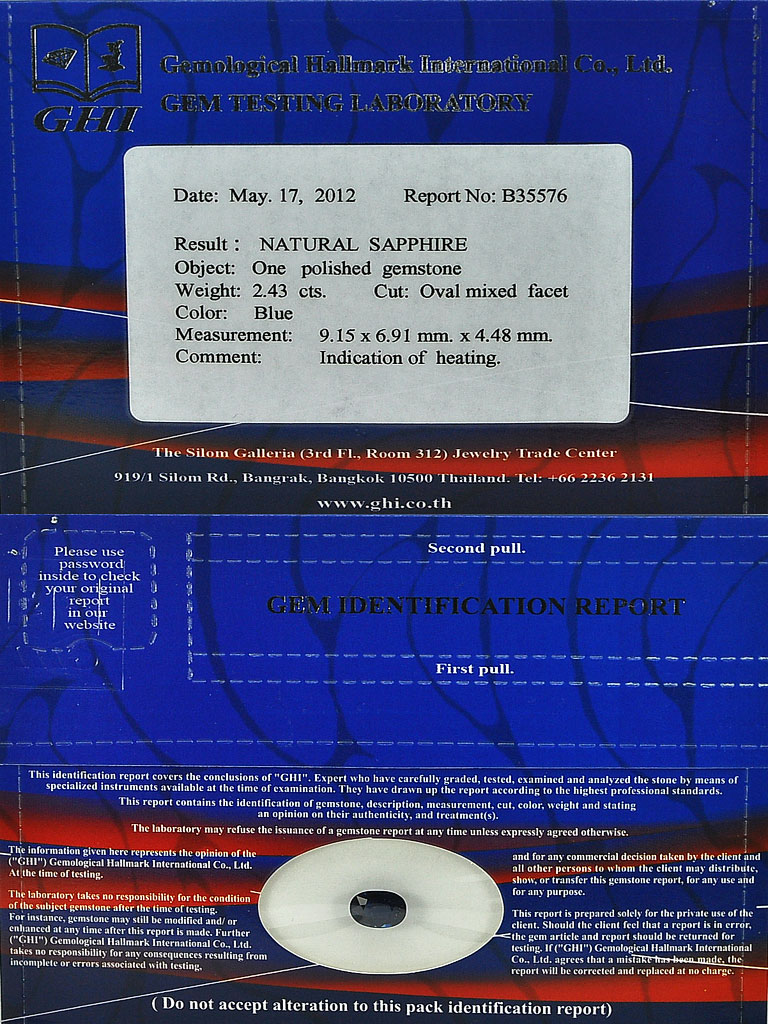 GHI
Gemological Hallmark International Co., Ltd.
GEM TESTING LABORATORY
Date: May. 17, 2012 Report No: B35576
Result : NATURAL SAPPHIRE
Object: One polished gemstone
Weight: 2.43 cts. Cut: Oval mixed facet
Color: Blue
Measurement: 9.15 x 6.91 mm. x 4.48 mm.
Comment: Indication of heating.
The Silom Galleria (3rd Fl., Room 312) Jewelry Trade Center
919/1 Silom Rd., Bangrak, Bangkok 10500 Thailand. Tel: +66 2236 2131
www.ghi.co.th
Please use
password
inside to check
your original
report
in our
website
Second pull.
GEM IDENTIFICATION REPORT
First pull.
This identification report covers the conclusions of "GHI". Expert who have carefully graded, tested, examined and analyzed the stone by means of
specialized instruments available at the time of examination. They have drawn up the report according to the highest professional standards.
This report contains the identification of gemstone, description, measurement, cut, color, weight and stating
an opinion on their authenticity, and treatment(s).
The laboratory may refuse the issuance of a gemstone report at any time unless expressly agreed otherwise.
The information given here represents the opinion of the
("GHI") Gemological Hallmark International Co., Ltd.
At the time of testing.
The laboratory takes no responsibility for the condition
of the subject gemstone after the time of testing.
For instance, gemstone may still be modified and/ or
enhanced at any time after this report is made. Further
("GHI") Gemological Hallmark International Co., Ltd.
takes no responsibility for any consequences resulting from
incomplete or errors associated with testing,
and for any commercial decision taken by the client and
all other persons to whom the client may distribute,
show, or transfer this gemstone report, for any use and
for any purpose.
This report is prepared solely for the private use of the
client. Should the client feel that a report is in error,
the gem article and report should be returned for
testing. If ("GHI") Gemological Hallmark International
Co., Ltd. agrees that a mistake has been made, the
report will be corrected and replaced at no charge.
( Do not accept alteration to this pack identification report)